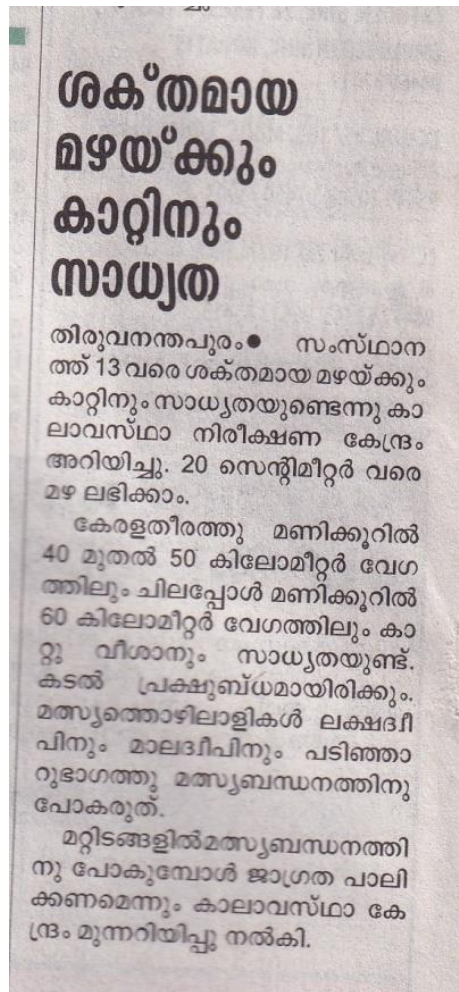 ശക്തമായ
മഴയ്ക്കും
കാറ്റിനും
സാധ്യത
തിരുവനന്തപുരം● സംസ്ഥാന
ത്ത് 13 വരെ ശക്തമായ മഴയ്ക്കും
കാറ്റിനും സാധ്യതയുണ്ടെന്നു കാ
ലാവസ്ഥാ നിരീക്ഷണ കേന്ദ്രം
അറിയിച്ചു. 20 സെന്റിമീറ്റർ വരെ
മഴ ലഭിക്കാം.
കേരളതീരത്തു മണിക്കൂറിൽ
40 മുതൽ 50 കിലോമീറ്റർ വേഗ
ത്തിലും ചിലപ്പോൾ മണിക്കൂറിൽ
60 കിലോമീറ്റർ വേഗത്തിലും കാ
റ്റു വീശാനും സാധ്യതയുണ്ട്.
കടൽ പ്രക്ഷുബ്ധമായിരിക്കും.
മത്സ്യത്തൊഴിലാളികൾ ലക്ഷദ്വീ
പിനും മാലദ്വീപിനും പടിഞ്ഞാ
റുഭാഗത്തു മത്സ്യബന്ധനത്തിനു
പോകരുത്.
മറ്റിടങ്ങളിൽമത്സ്യബന്ധനത്തി
നു പോകുമ്പോൾ ജാഗ്രത പാലി
ക്കണമെന്നും കാലാവസ്ഥാ കേ
ന്ദ്രം മുന്നറിയിപ്പു നൽകി.